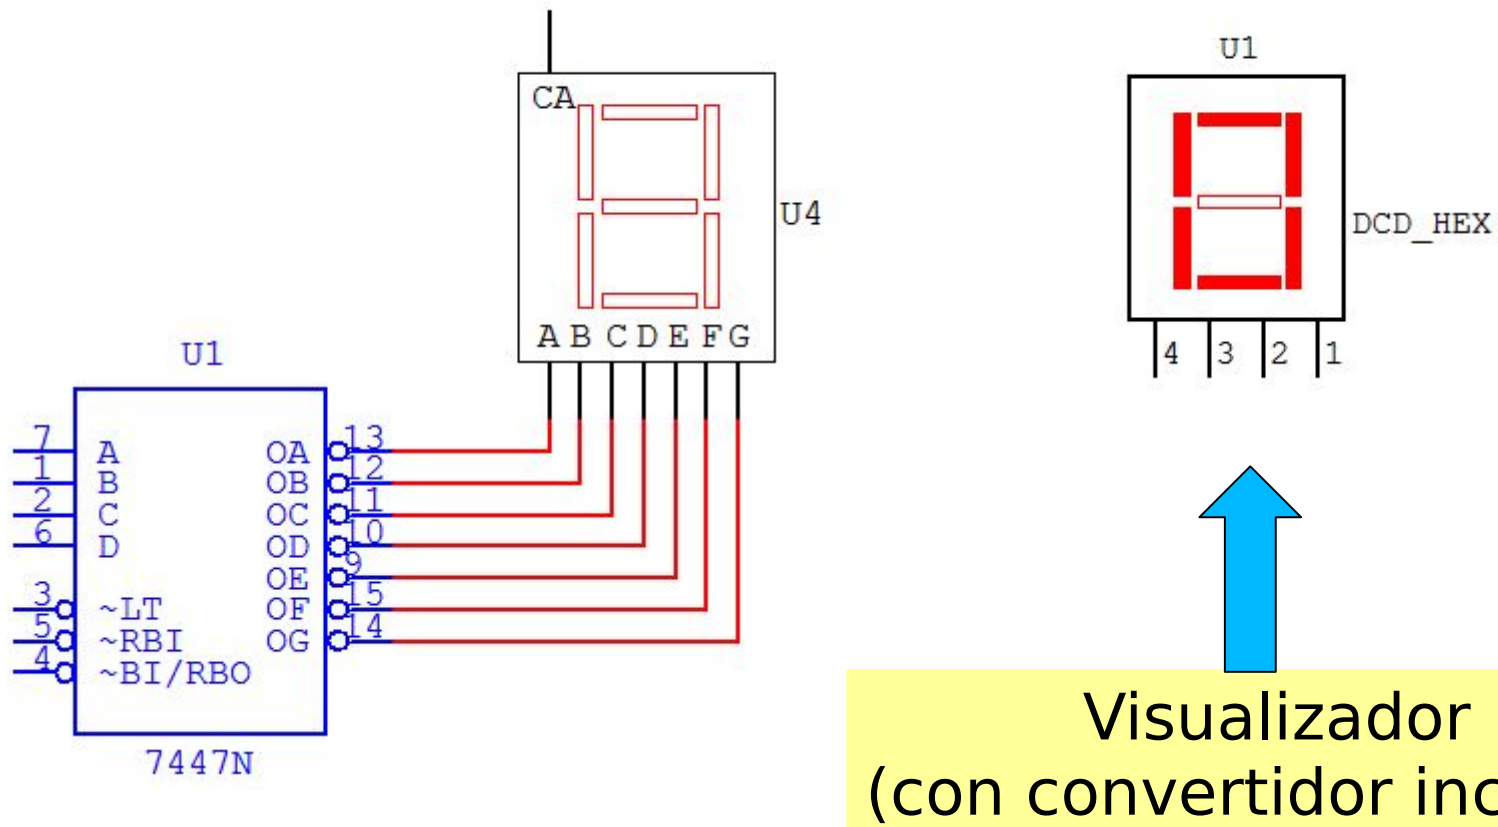 CA
U4
A B C D E F G
U1
7 A OA 13
1 B OB 12
2 C OC 11
6 D OD 10
OE 9
3 ~LT OF 15
5 ~RBI OG 14
4 ~BI/RBO
7447N
U1
DCD_HEX
4 3 2 1
Visualizador
(con convertidor